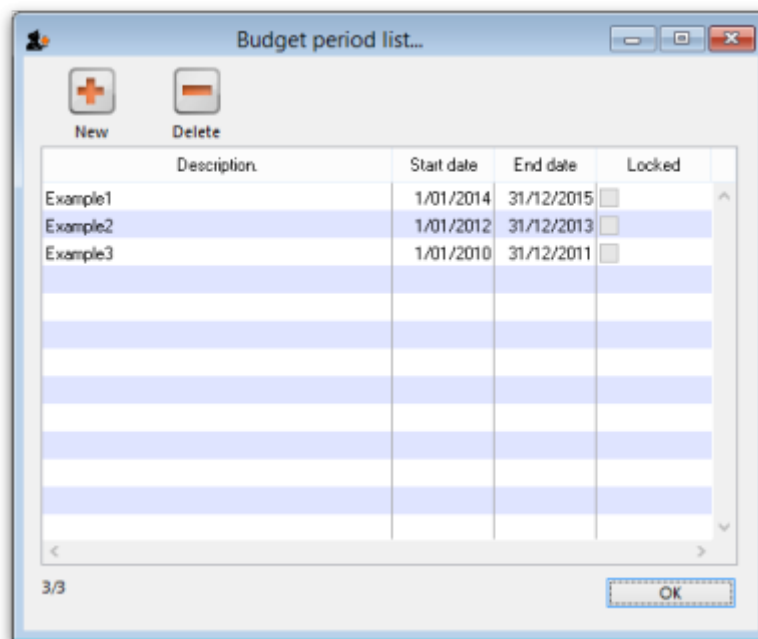 Budget period list...
New Delete
Description. Start date End date Locked
Example1 1/01/2014 31/12/2015
Example2 1/01/2012 31/12/2013
Example3 1/01/2010 31/12/2011
3/3 OK